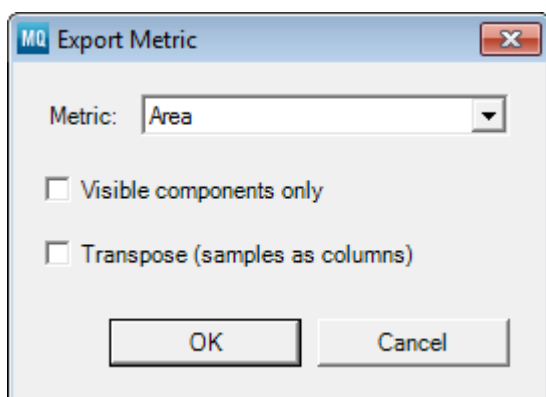 MQ Export Metric
Metric: Area
Visible components only
Transpose (samples as columns)
OK Cancel